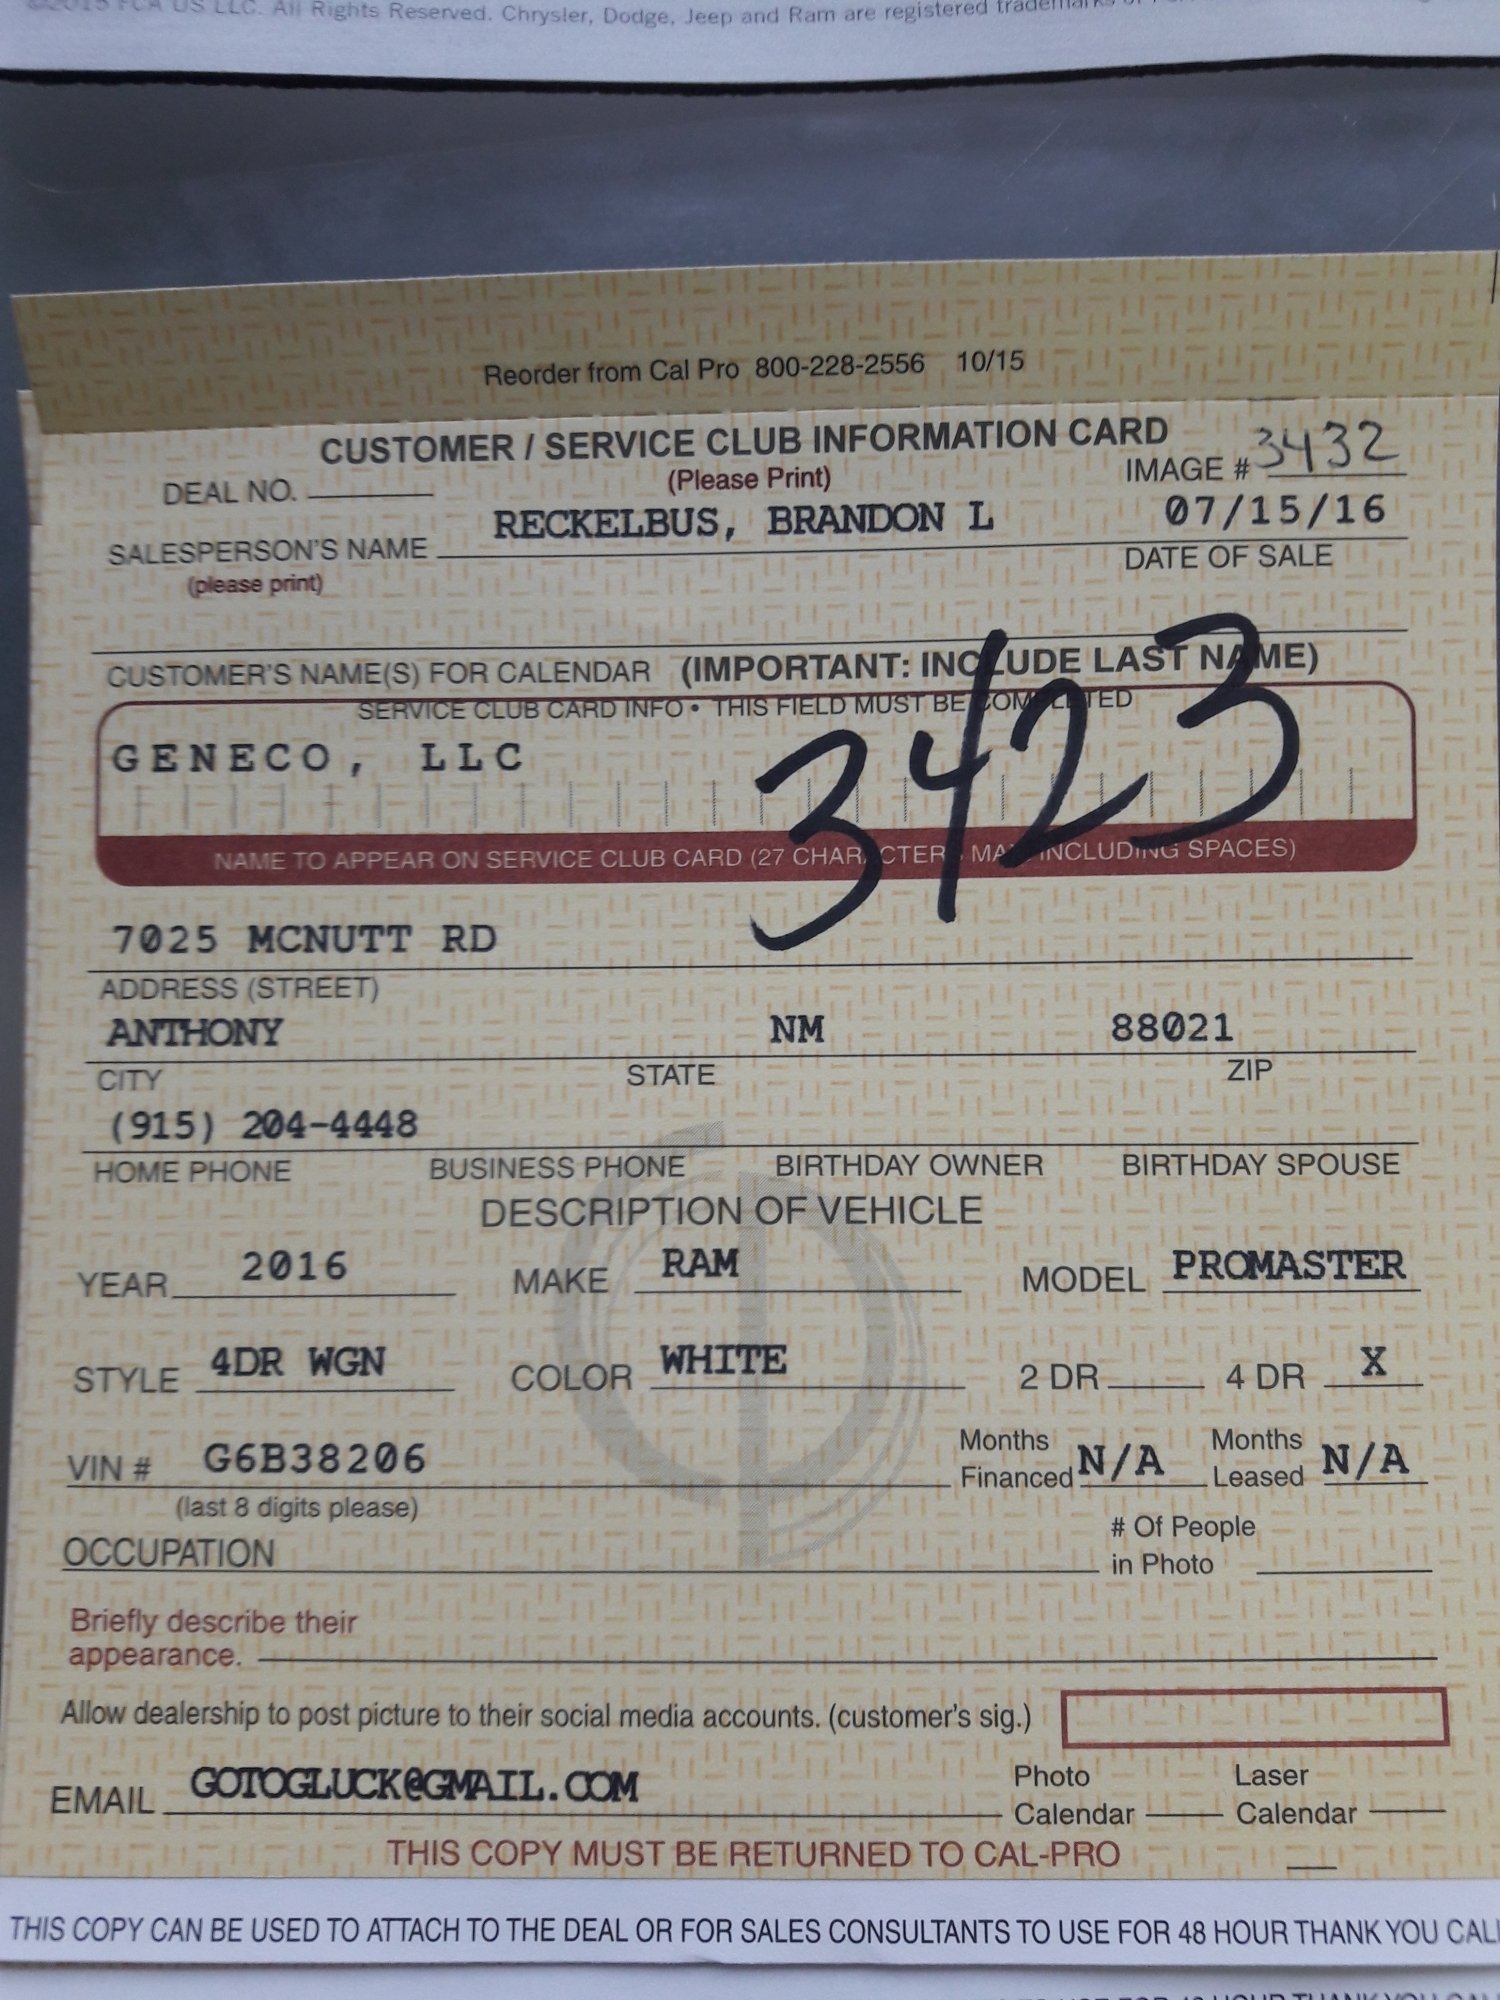 ©2015 FCA US LLC. All Rights Reserved. Chrysler, Dodge, Jeep and Ram are registered trademarks
Reorder from Cal Pro 800-228-2556 10/15
CUSTOMER / SERVICE CLUB INFORMATION CARD
(Please Print)
DEAL NO.
IMAGE # 3432
SALESPERSON'S NAME RECKELBUS, BRANDON L 07/15/16
(please print)
DATE OF SALE
CUSTOMER'S NAME(S) FOR CALENDAR (IMPORTANT: INCLUDE LAST NAME)
SERVICE CLUB CARD INFO • THIS FIELD MUST BE COMPLETED
GENECO, LLC
3423
NAME TO APPEAR ON SERVICE CLUB CARD (27 CHARACTERS MAX INCLUDING SPACES)
7025 MCNUTT RD
ADDRESS (STREET)
ANTHONY NM 88021
CITY STATE ZIP
(915) 204-4448
HOME PHONE BUSINESS PHONE BIRTHDAY OWNER BIRTHDAY SPOUSE
DESCRIPTION OF VEHICLE
YEAR 2016 MAKE RAM MODEL PROMASTER
STYLE 4DR WGN COLOR WHITE 2 DR 4 DR X
VIN # G6B38206 Months Financed N/A Months Leased N/A
(last 8 digits please)
OCCUPATION # Of People in Photo
Briefly describe their
appearance.
Allow dealership to post picture to their social media accounts. (customer's sig.)
EMAIL GOTOGLUCK@GMAIL.COM Photo Calendar Laser Calendar
THIS COPY MUST BE RETURNED TO CAL-PRO
THIS COPY CAN BE USED TO ATTACH TO THE DEAL OR FOR SALES CONSULTANTS TO USE FOR 48 HOUR THANK YOU CALL